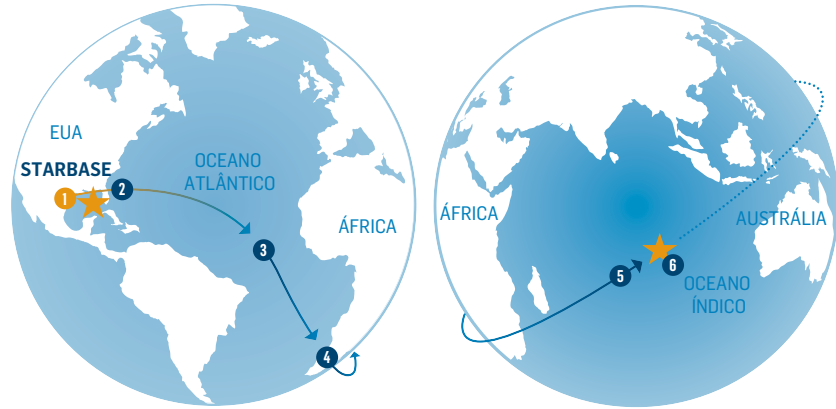 EUA
STARBASE
1
2
OCEANO
ATLÂNTICO
3
ÁFRICA
4
ÁFRICA
AUSTRÁLIA
5
6
OCEANO
ÍNDICO